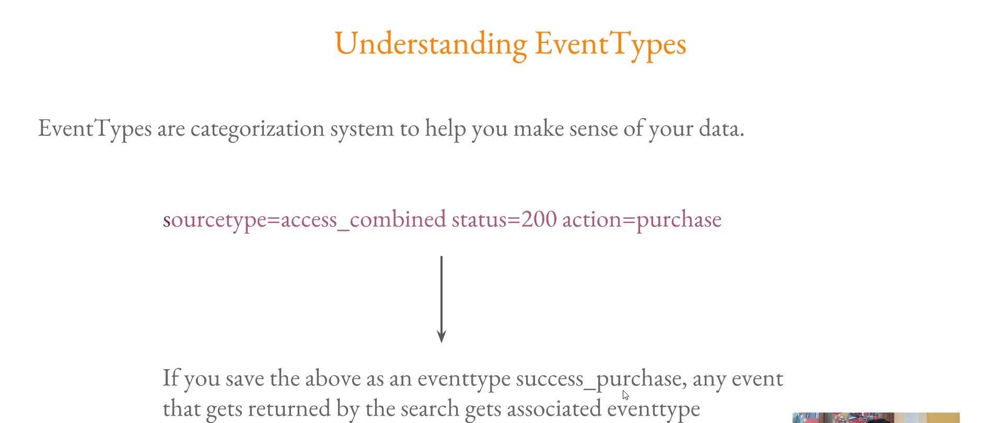 Understanding EventTypes
EventTypes are categorization system to help you make sense of your data.
sourcetype=access_combined status=200 action=purchase
If you save the above as an eventtype success_purchase, any event
that gets returned by the search gets associated eventtype